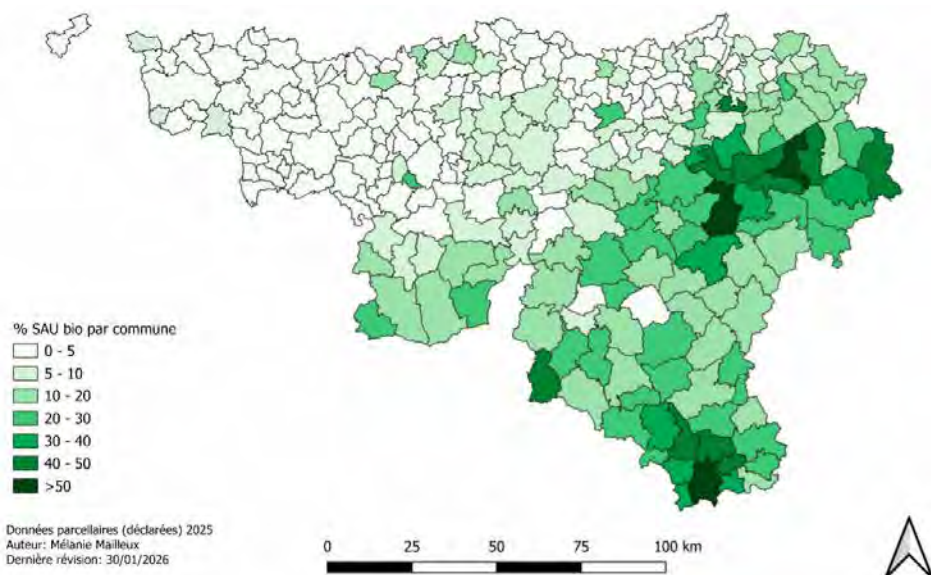 % SAU bio par commune
0 - 5
5 - 10
10 - 20
20 - 30
30 - 40
40 - 50
>50
Données parcellaires (déclarées) 2025
Auteur: Mélanie Mailleux
Dernière révision: 30/01/2026
0 25 50 75 100 km